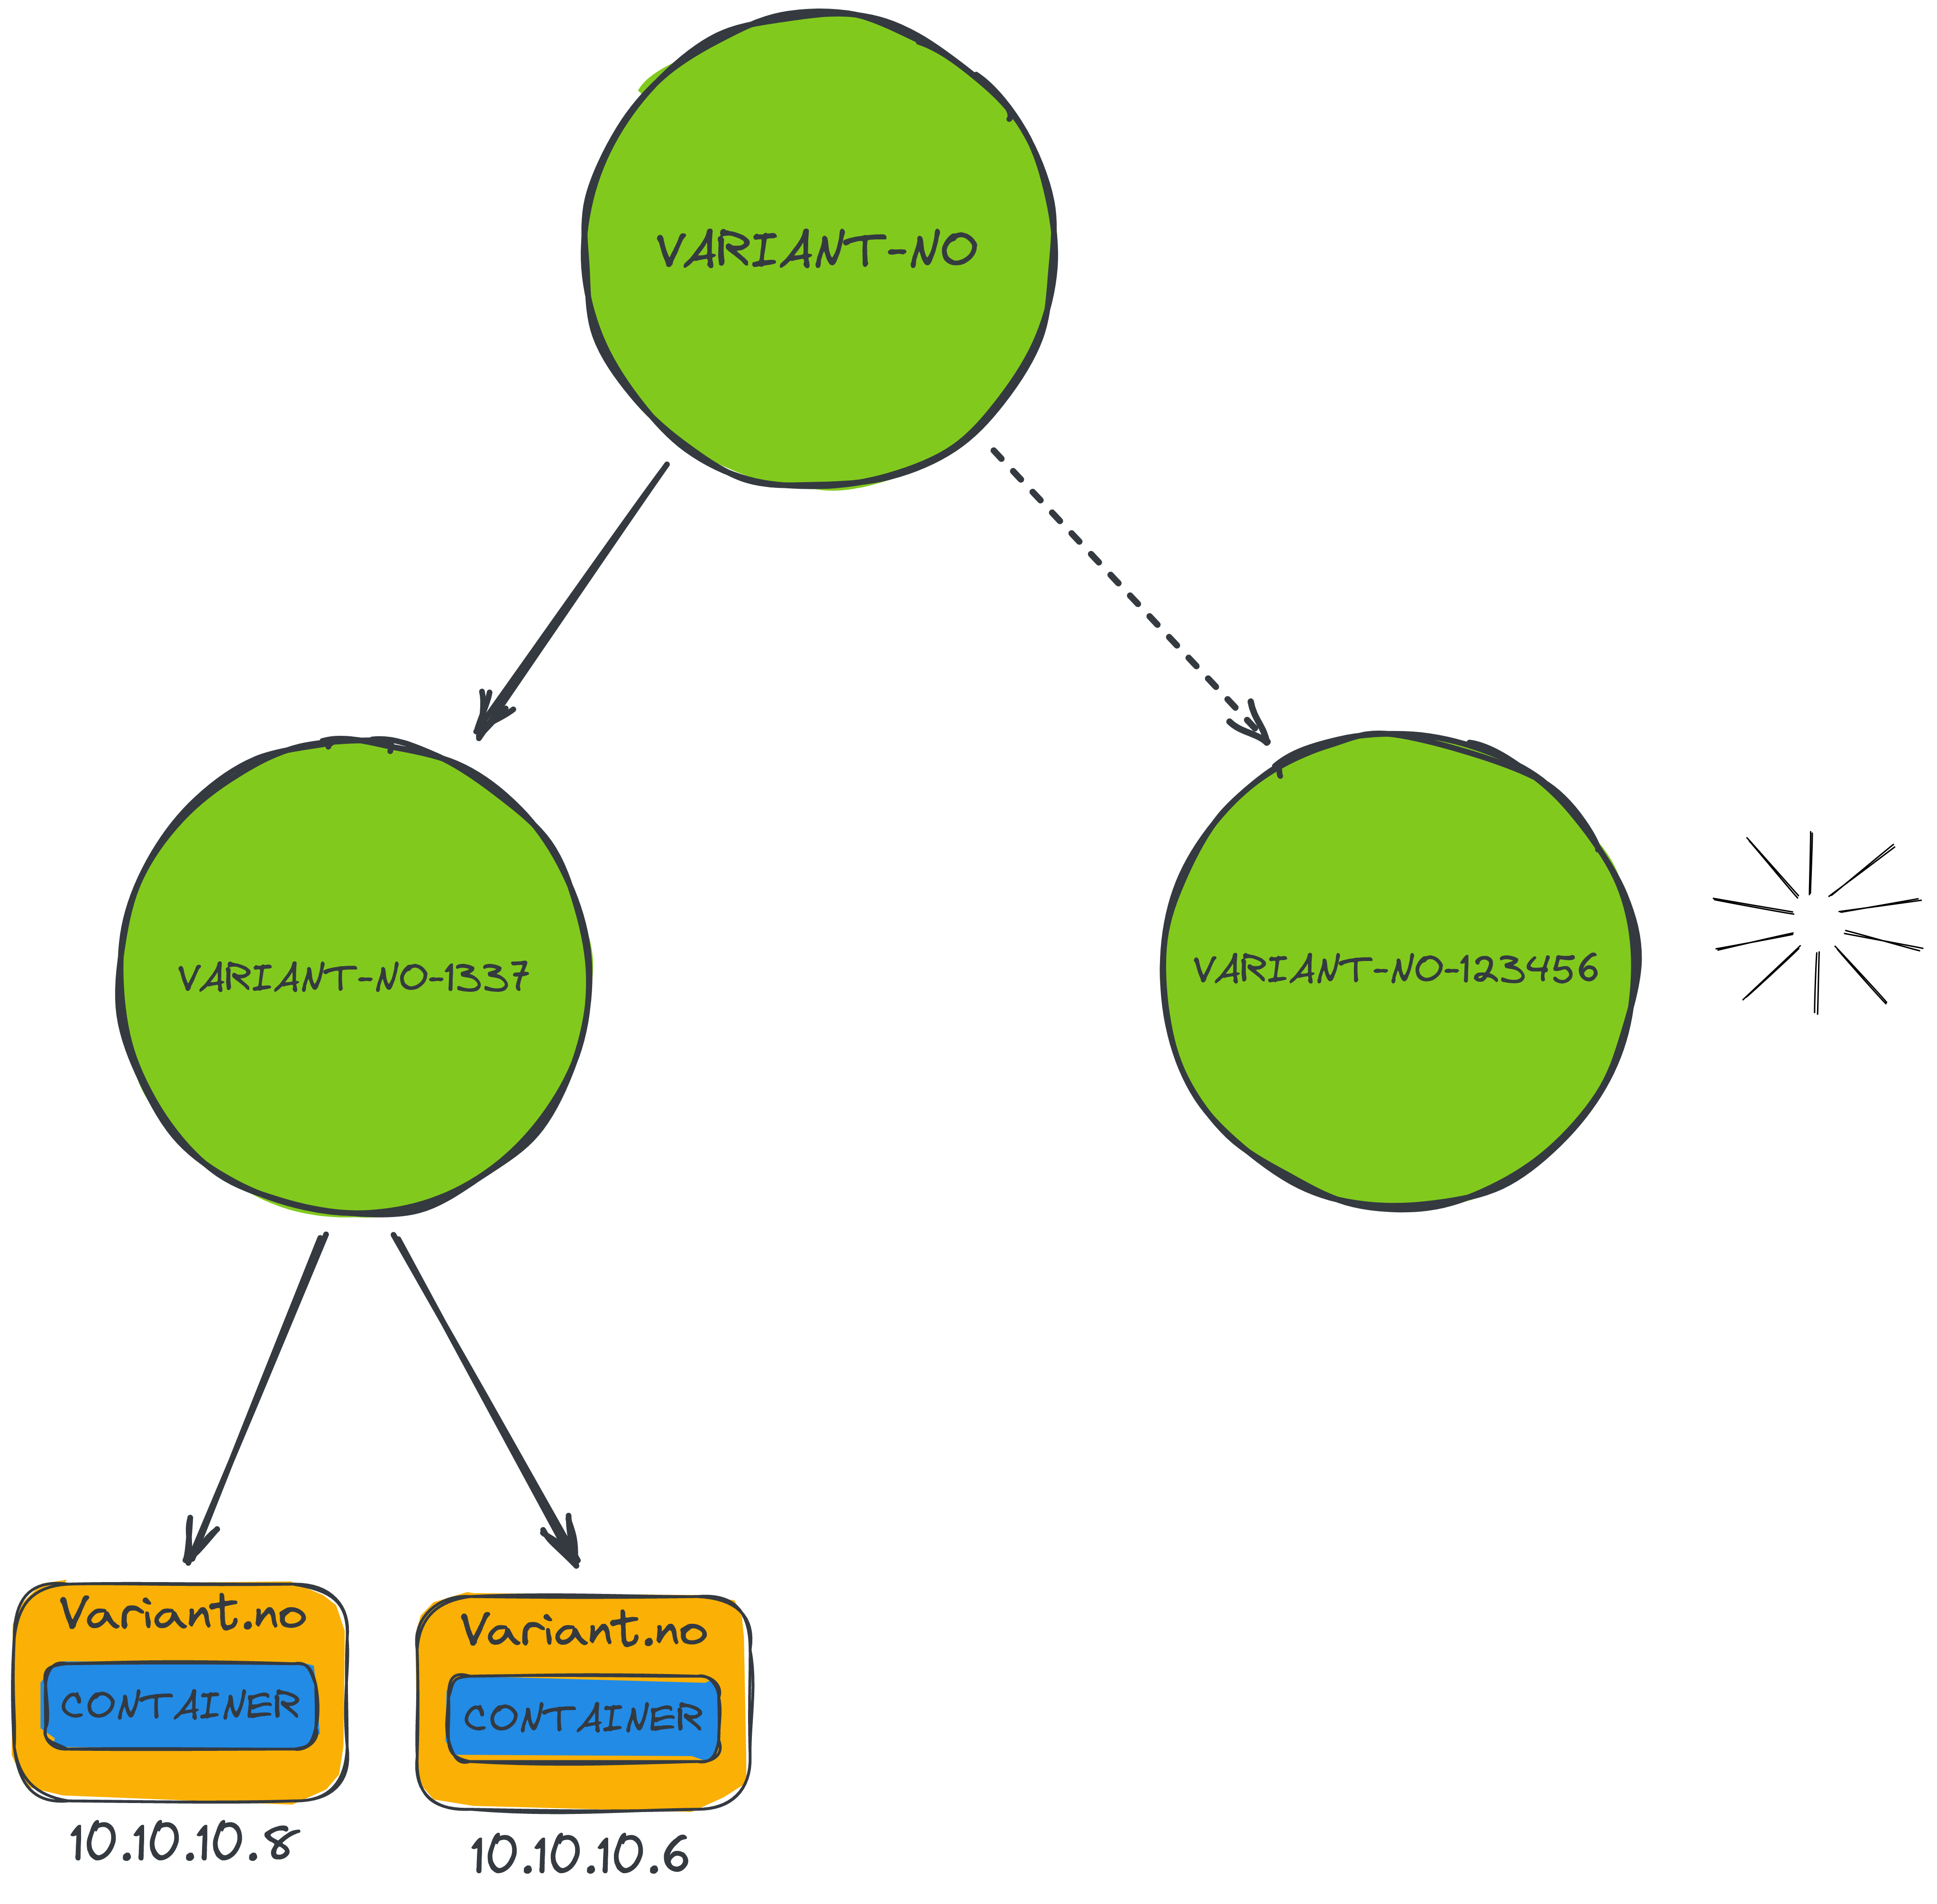 VARIANT-NO
VARIANT-NO-1337
VARIANT-NO-123456
Variant.no
CONTAINER
10.10.10.8
Variant.no
CONTAINER
10.10.10.6